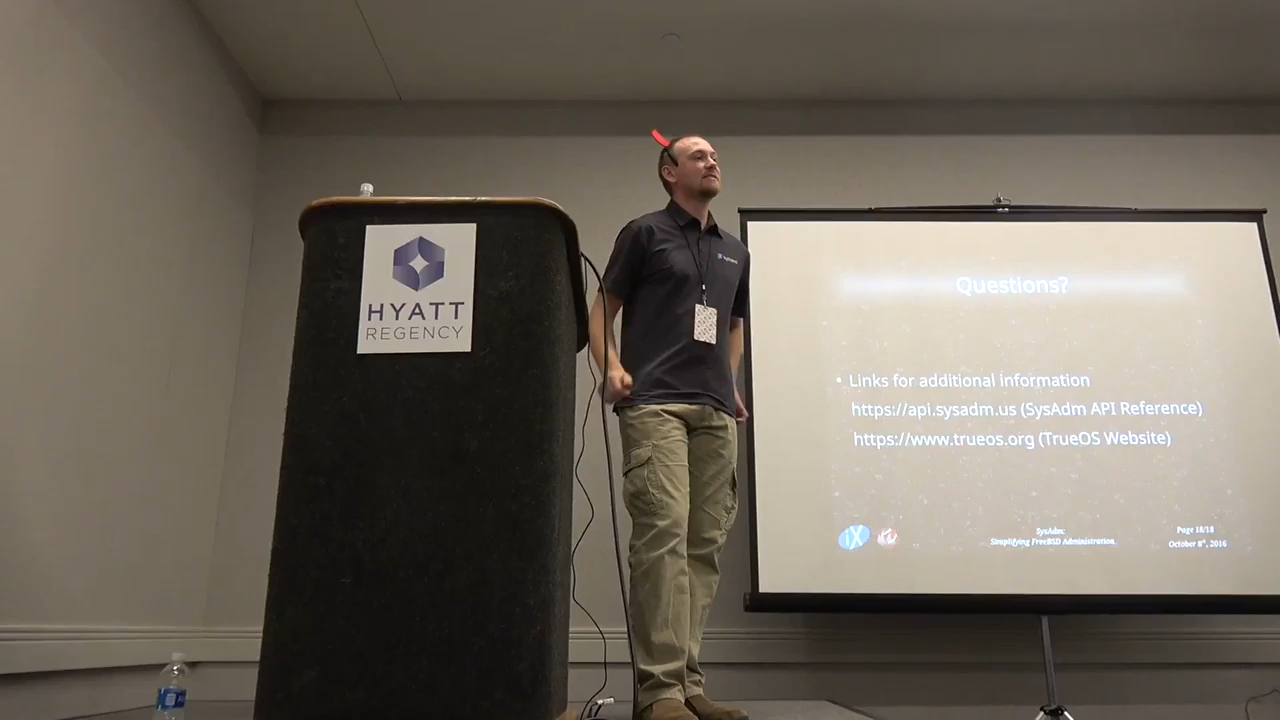 HYATT
REGENCY
Questions?
• Links for additional information
https://api.sysadm.us (SysAdm API Reference)
https://www.trueos.org (TrueOS Website)
iX
SysAdm:
Simplifying FreeBSD Administration
Page 18/18
October 8th, 2016